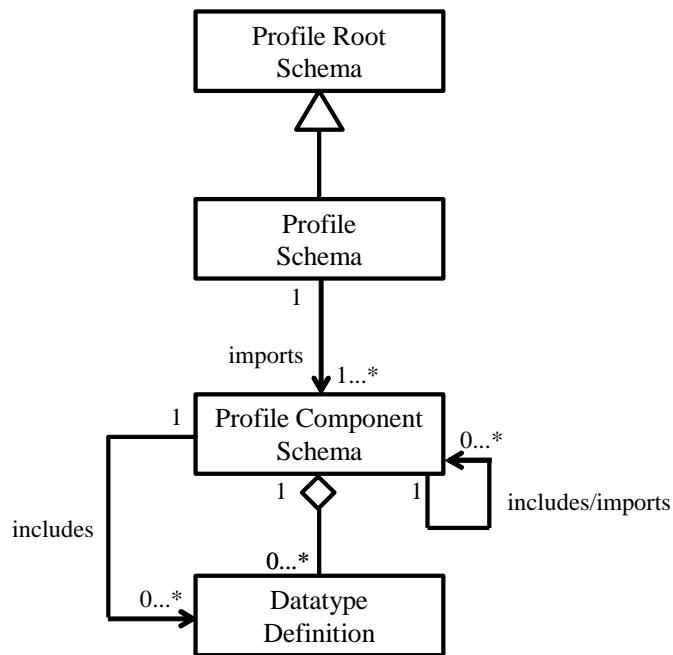 Profile Root
Schema
Profile
Schema
1
imports
1...*
1
Profile Component
Schema
0...*
1
1
includes/imports
includes
0...*
0...*
Datatype
Definition